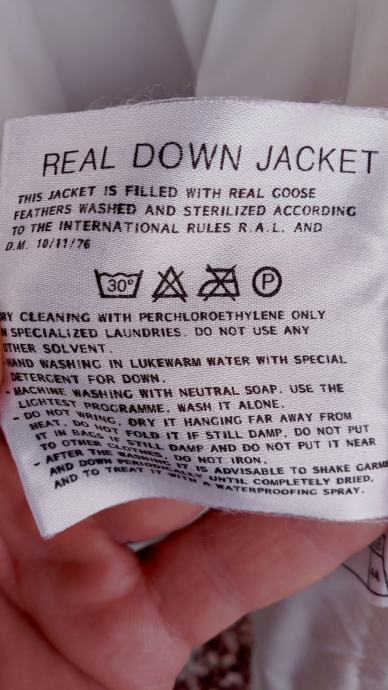 REAL DOWN JACKET
THIS JACKET IS FILLED WITH REAL GOOSE
FEATHERS WASHED AND STERILIZED ACCORDING
TO THE INTERNATIONAL RULES R.A.L. AND
D.M. 10/11/76
30° P
RY CLEANING WITH PERCHLOROETHYLENE ONLY
N SPECIALIZED LAUNDRIES. DO NOT USE ANY
OTHER SOLVENT.
- HAND WASHING IN LUKEWARM WATER WITH SPECIAL
DETERGENT FOR DOWN.
- MACHINE WASHING WITH NEUTRAL SOAP. USE THE
LIGHTEST PROGRAMME. WASH IT ALONE.
- DO NOT WRING. DRY IT HANGING FAR AWAY FROM
HEAT, DO NOT FOLD IT IF STILL DAMP, DO NOT PUT
IT IN BAGS IF STILL DAMP AND DO NOT PUT IT NEAR
TO OTHER CLOTHES. DO NOT IRON.
- AFTER THE WASHING IT IS ADVISABLE TO SHAKE GARME
AND DOWN PERIODICALLY UNTIL COMPLETELY DRIED,
AND TO TREAT IT WITH A WATERPROOFING SPRAY.